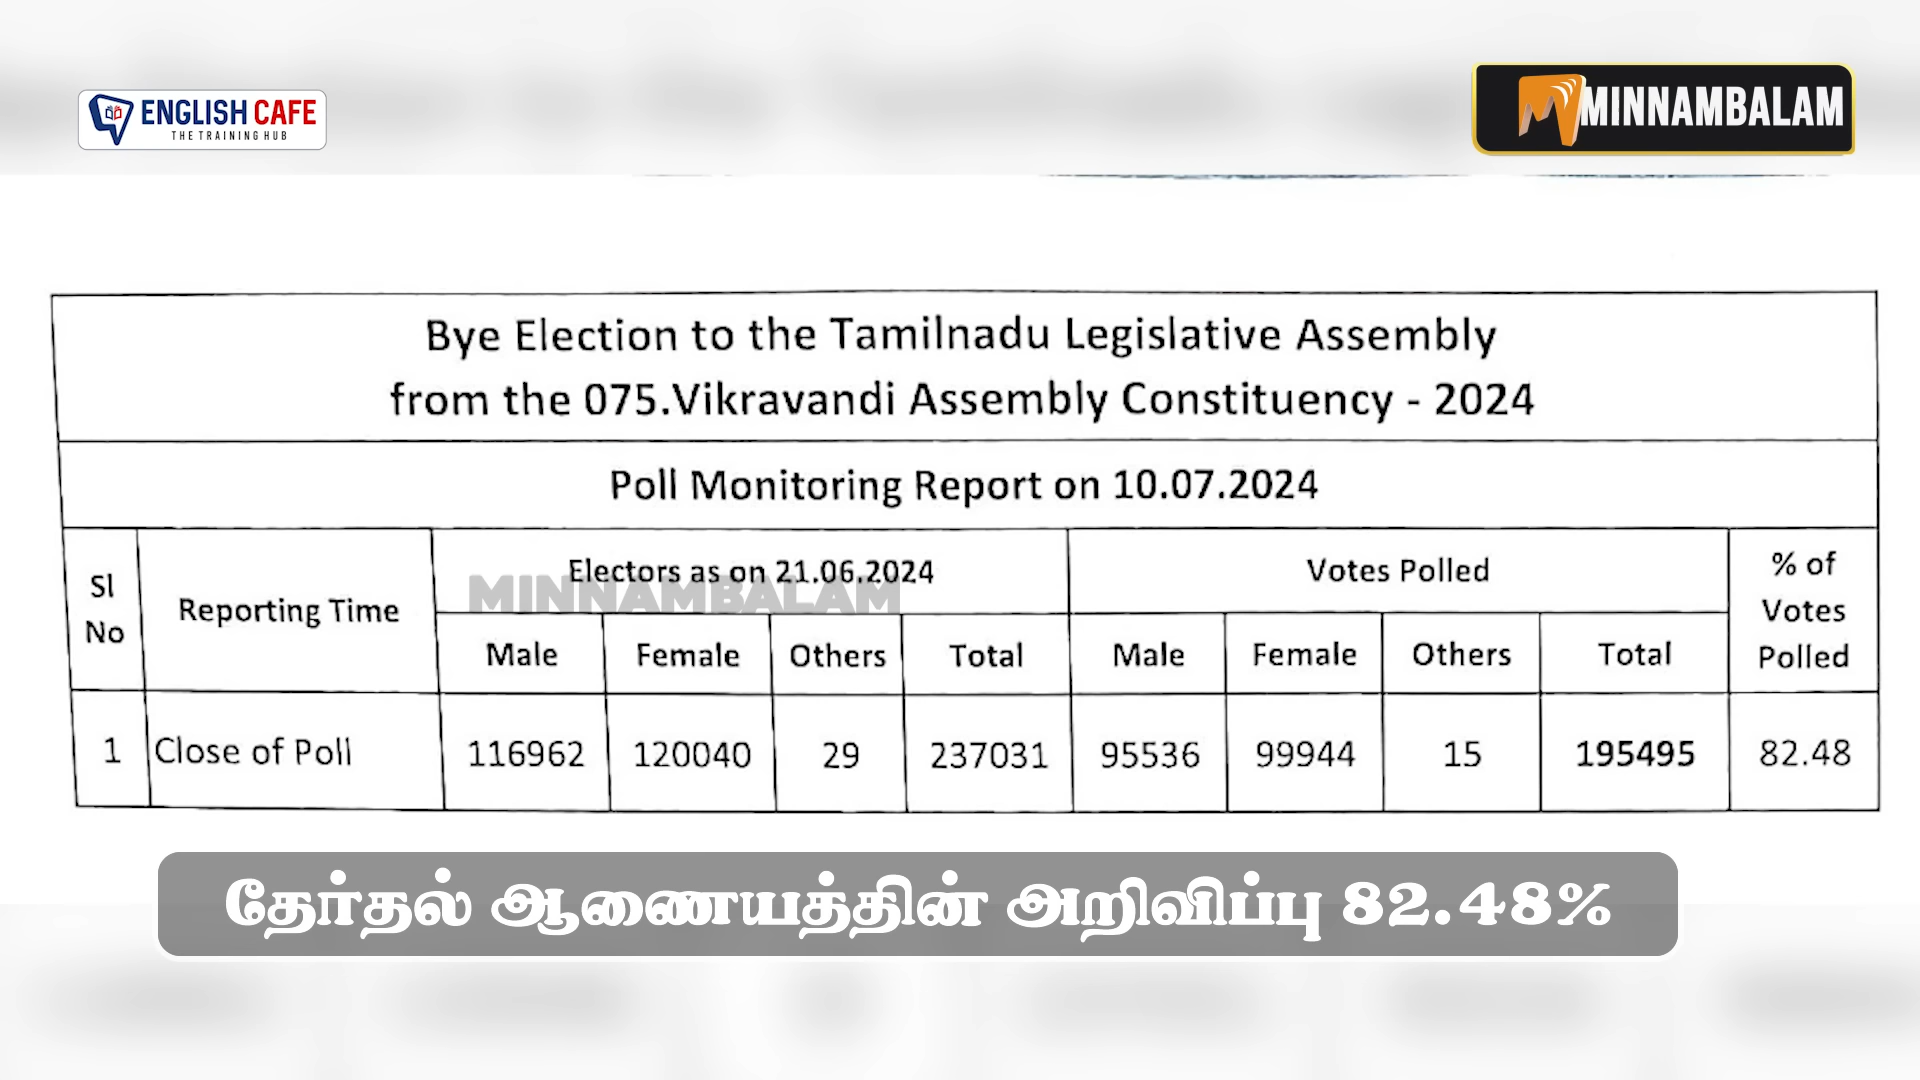 ENGLISH CAFE
THE TRAINING HUB
MINNAMBALAM
Bye Election to the Tamilnadu Legislative Assembly
from the 075.Vikravandi Assembly Constituency - 2024
Poll Monitoring Report on 10.07.2024
Sl No Reporting Time Electors as on 21.06.2024 Votes Polled % of Votes Polled
MINNAMBALAM
Male Female Others Total Male Female Others Total
1 Close of Poll 116962 120040 29 237031 95536 99944 15 195495 82.48
தேர்தல் ஆணையத்தின் அறிவிப்பு 82.48%